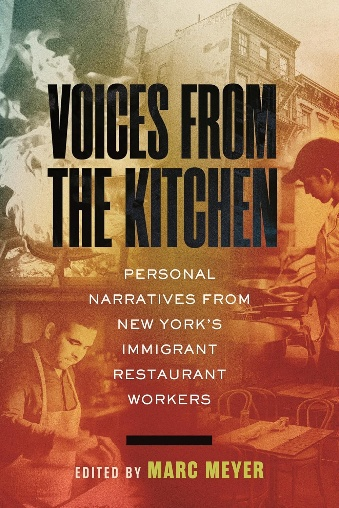 VOICES FROM
THE KITCHEN
PERSONAL
NARRATIVES FROM
NEW YORK'S
IMMIGRANT
RESTAURANT
WORKERS
EDITED BY MARC MEYER